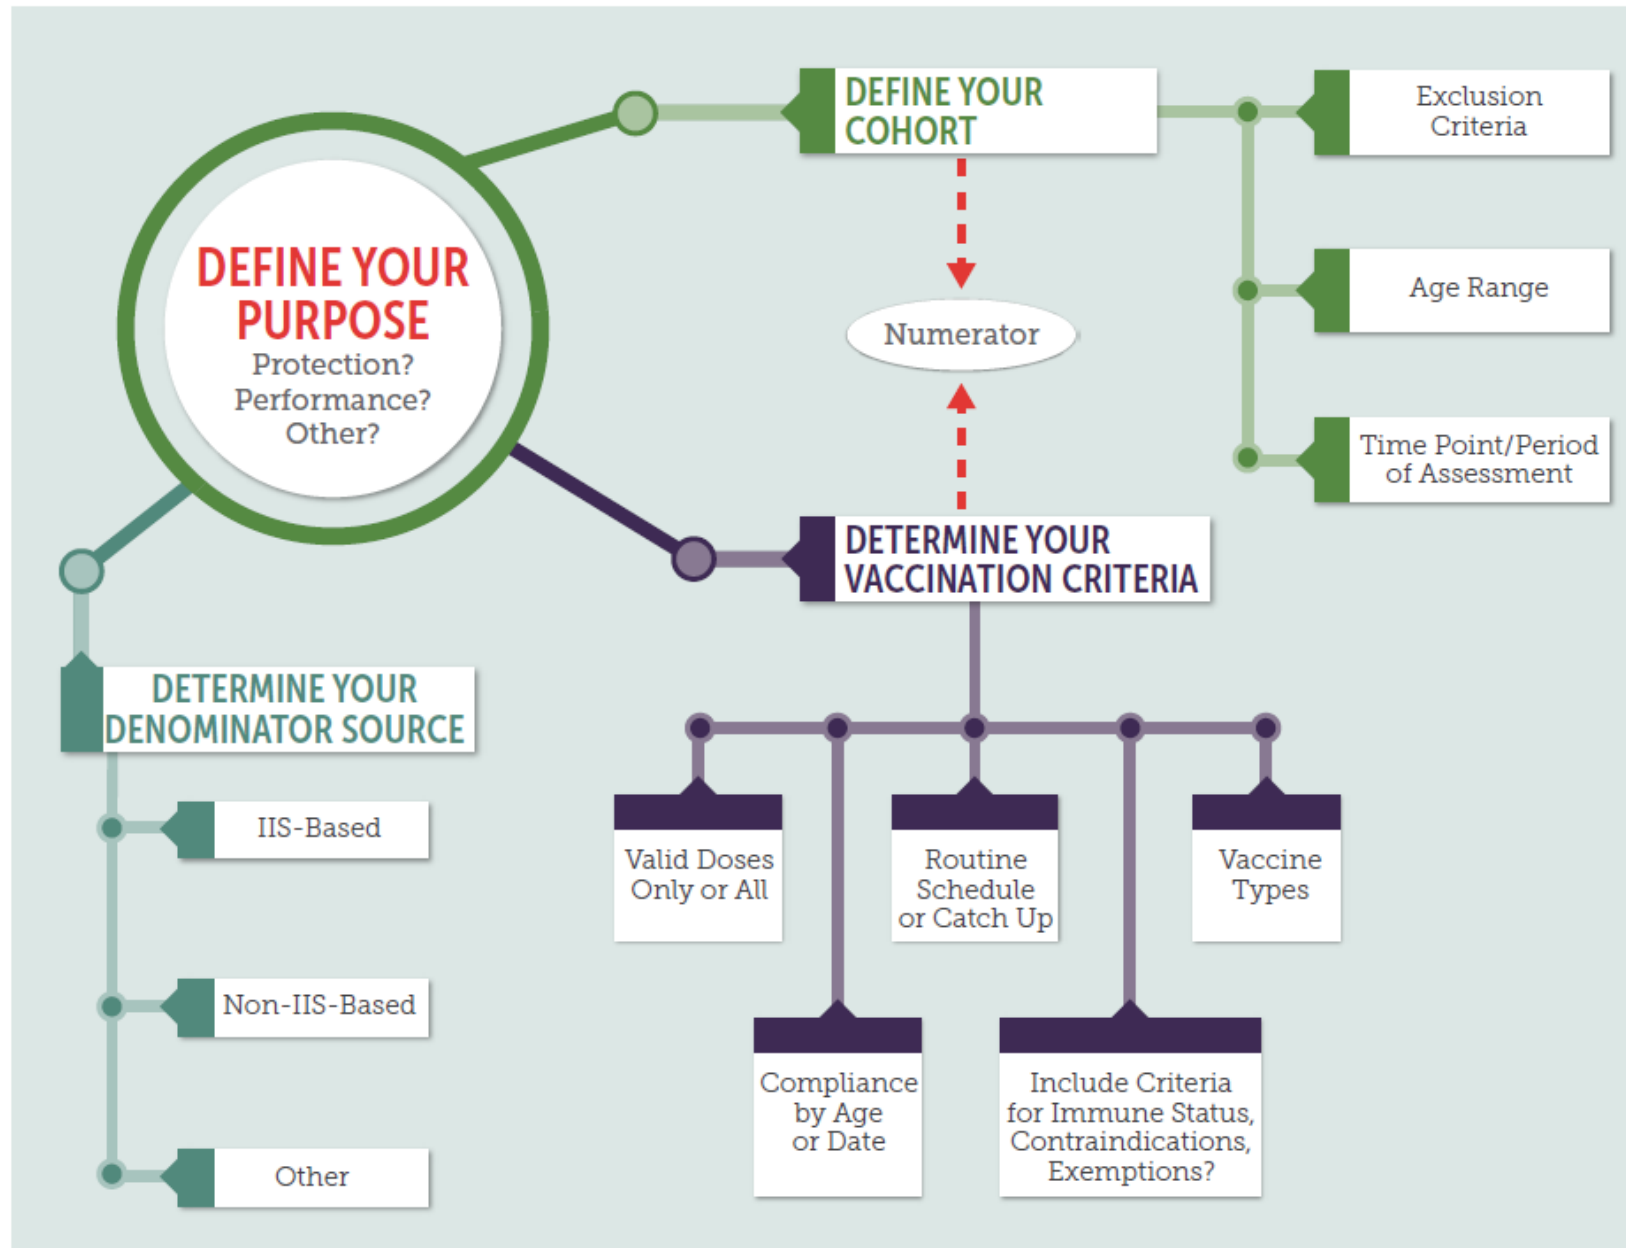 DEFINE YOUR
PURPOSE
Protection?
Performance?
Other?
DEFINE YOUR
COHORT
Exclusion
Criteria
Age Range
Time Point/Period
of Assessment
Numerator
DETERMINE YOUR
VACCINATION CRITERIA
Valid Doses
Only or All
Compliance
by Age
or Date
Routine
Schedule
or Catch Up
Include Criteria
for Immune Status,
Contraindications,
Exemptions?
Vaccine
Types
DETERMINE YOUR
DENOMINATOR SOURCE
IIS-Based
Non-IIS-Based
Other